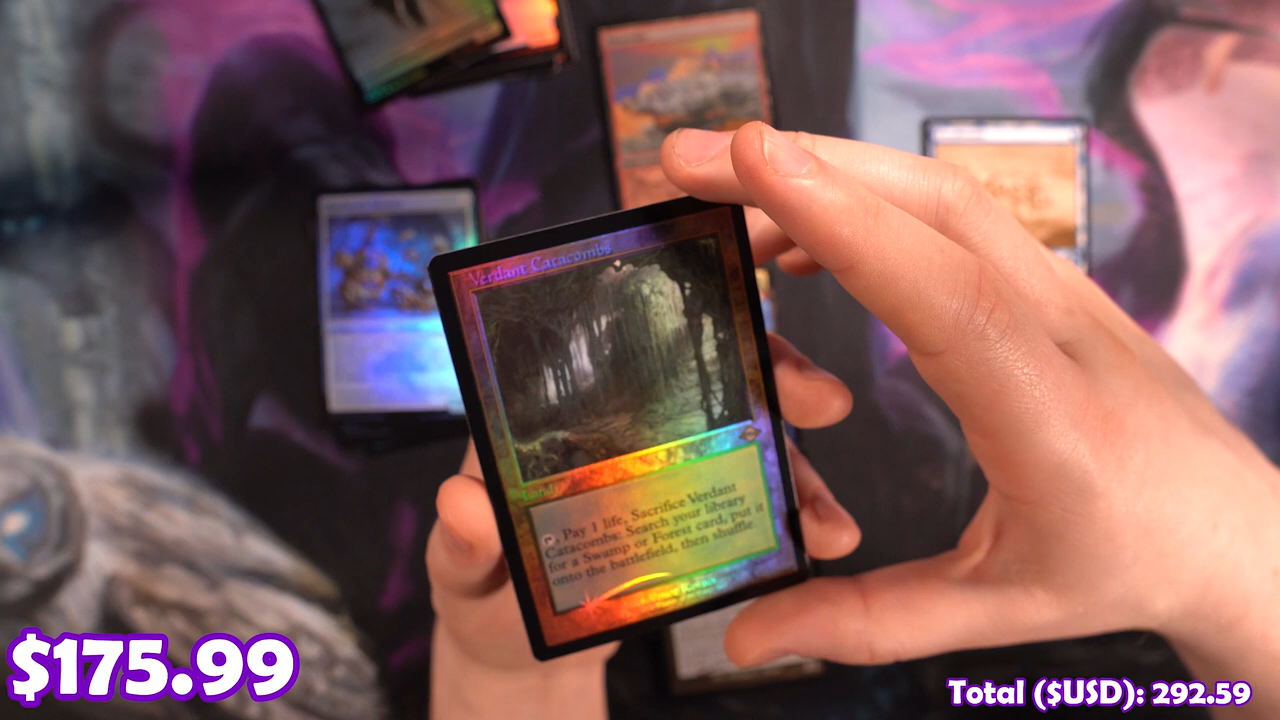 Verdant Catacombs
Land
, Pay 1 life, Sacrifice Verdant
Catacombs: Search your library
for a Swamp or Forest card, put it
onto the battlefield, then shuffle.
$175.99
Total ($USD): 292.59